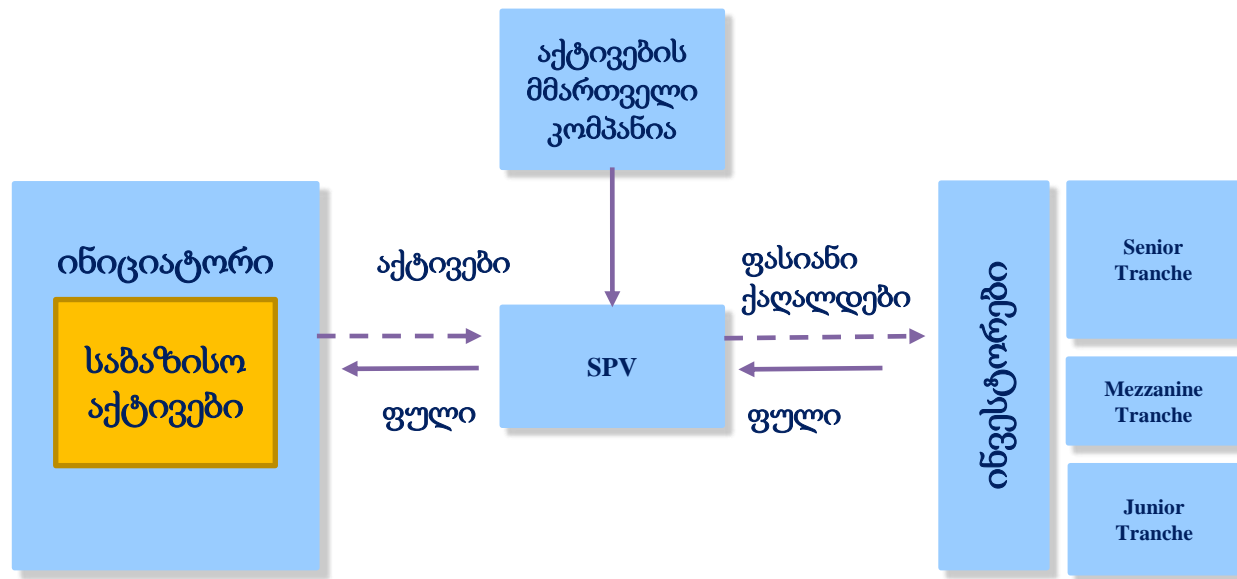 აქტივების
მმართველი
კომპანია
ინიციატორი
საბაზისო
აქტივები
აქტივები
ფული
SPV
ფასიანი
ქაღალდები
ფული
ინვესტორები
Senior
Tranche
Mezzanine
Tranche
Junior
Tranche